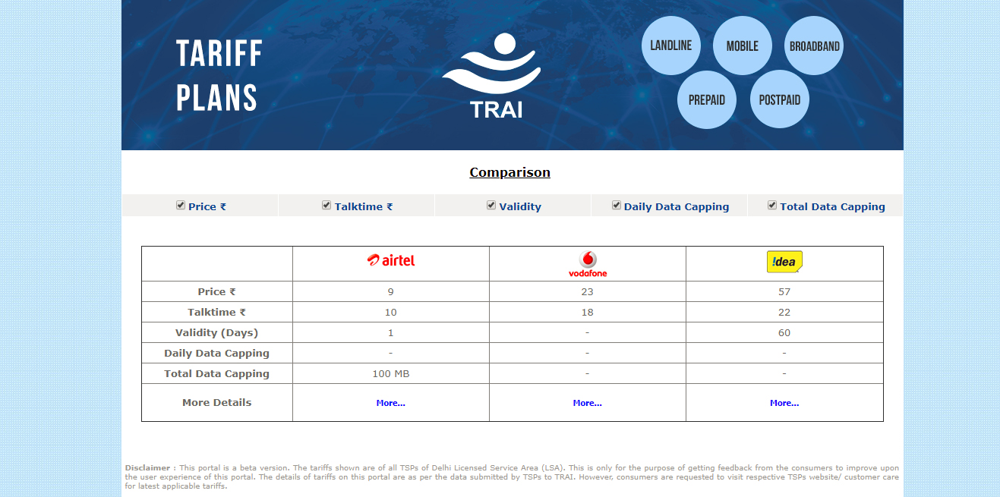 TARIFF
PLANS
TRAI
LANDLINE MOBILE BROADBAND
PREPAID POSTPAID
Comparison
Price ₹ Talktime ₹ Validity Daily Data Capping Total Data Capping
airtel vodafone !dea
Price ₹ 9 23 57
Talktime ₹ 10 18 22
Validity (Days) 1 - 60
Daily Data Capping - - -
Total Data Capping 100 MB - -
More Details More... More... More...
Disclaimer : This portal is a beta version. The tariffs shown are of all TSPs of Delhi Licensed Service Area (LSA). This is only for the purpose of getting feedback from the consumers to improve upon
the user experience of this portal. The details of tariffs on this portal are as per the data submitted by TSPs to TRAI. However, consumers are requested to visit respective TSPs website/ customer care
for latest applicable tariffs.